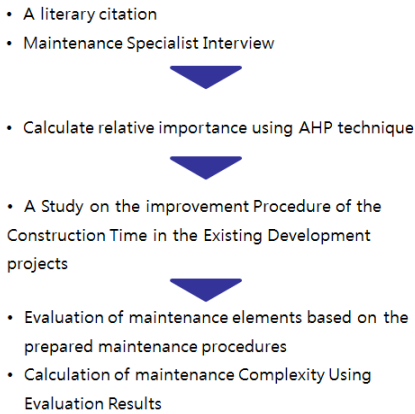 • A literary citation
• Maintenance Specialist Interview
• Calculate relative importance using AHP technique
• A Study on the improvement Procedure of the
Construction Time in the Existing Development
projects
• Evaluation of maintenance elements based on the
prepared maintenance procedures
• Calculation of maintenance Complexity Using
Evaluation Results